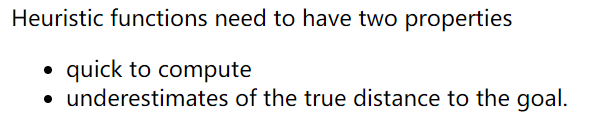 Heuristic functions need to have two properties
• quick to compute
• underestimates of the true distance to the goal.